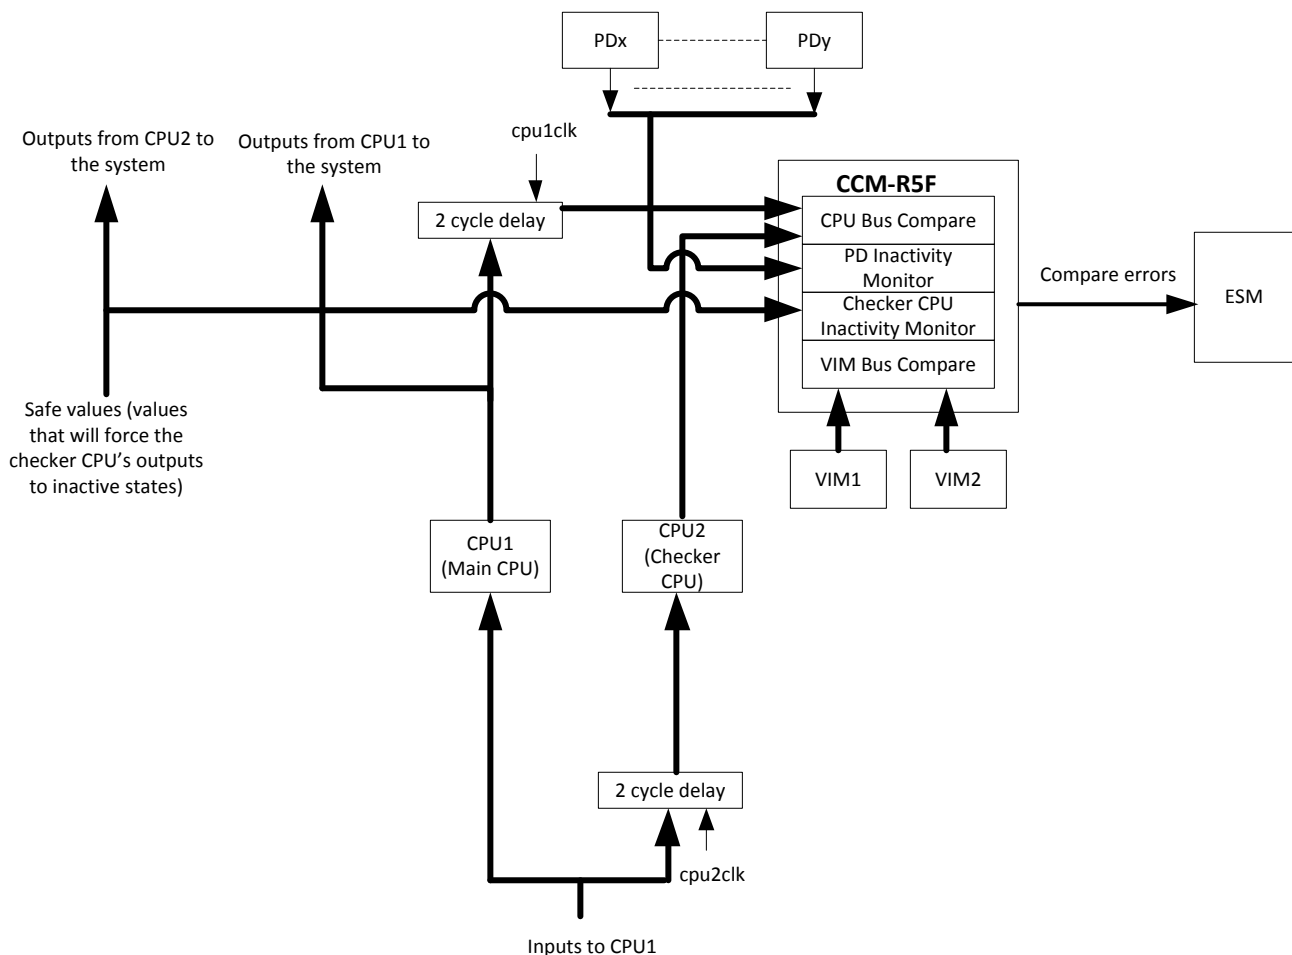 PDx
PDy
Outputs from CPU2 to
the system
Outputs from CPU1 to
the system
cpu1clk
2 cycle delay
CCM-R5F
CPU Bus Compare
PD Inactivity
Monitor
Checker CPU
Inactivity Monitor
VIM Bus Compare
Compare errors
ESM
Safe values (values
that will force the
checker CPU’s outputs
to inactive states)
VIM1
VIM2
CPU1
(Main CPU)
CPU2
(Checker
CPU)
2 cycle delay
cpu2clk
Inputs to CPU1